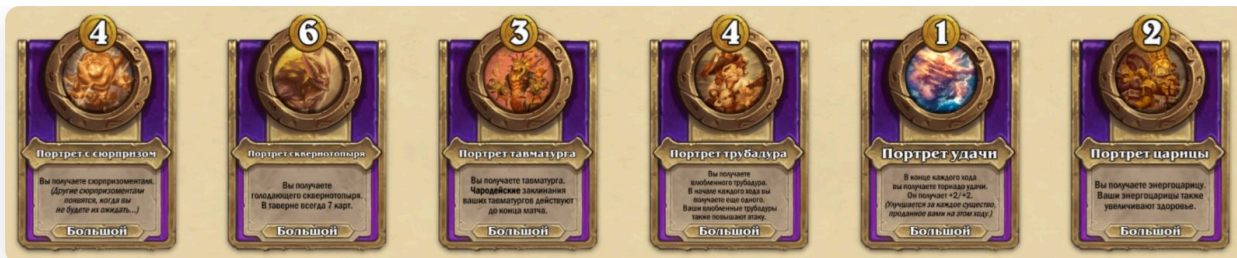 4
Портрет с сюрпризом
Вы получаете сюрпризоменталя.
(Другие сюрпризоментали
появятся, когда вы
не будете их ожидать...)
Большой
6
Портрет сквернотопыря
Вы получаете
голодающего сквернотопыря.
В таверне всегда 7 карт.
Большой
3
Портрет тавматурга
Вы получаете тавматурга.
Чародейские заклинания
ваших тавматургов действуют
до конца матча.
Большой
4
Портрет трубадура
Вы получаете
влюбленного трубадура.
В начале каждого хода вы
получаете еще одного.
Ваши влюбленные трубадуры
также повышают атаку.
Большой
1
Портрет удачи
В конце каждого хода
вы получаете торнадо удачи.
Он получает +2/+2.
(Улучшается за каждое существо,
проданное вами на этом ходу.)
Большой
2
Портрет царицы
Вы получаете энергоцарицу.
Ваши энергоцарицы также
увеличивают здоровье.
Большой